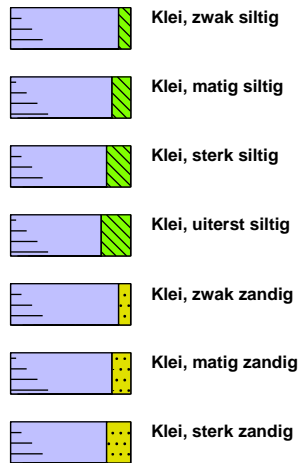 Klei, zwak siltig
Klei, matig siltig
Klei, sterk siltig
Klei, uiterst siltig
Klei, zwak zandig
Klei, matig zandig
Klei, sterk zandig